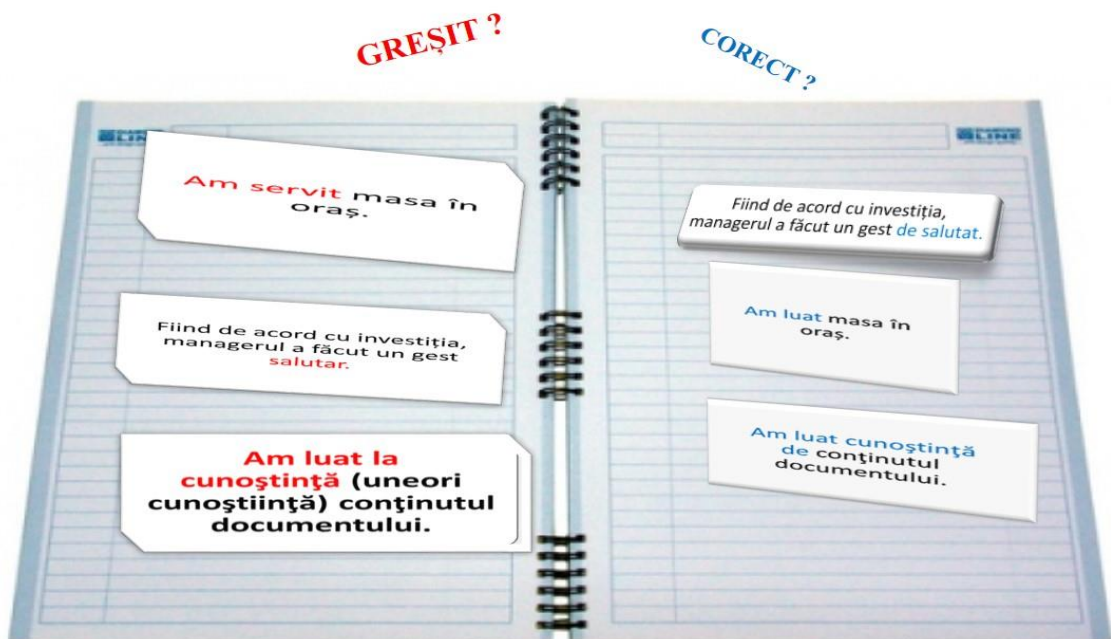 GREȘIT ?
CORECT ?
LINE
Am servit masa în
oraș.
Fiind de acord cu investiția,
managerul a făcut un gest
salutar.
Am luat la
cunoştinţă (uneori
cunoştiinţă) conţinutul
documentului.
LINE
Fiind de acord cu investiția,
managerul a făcut un gest de salutat.
Am luat masa în
oraș.
Am luat cunoştinţă
de conţinutul
documentului.